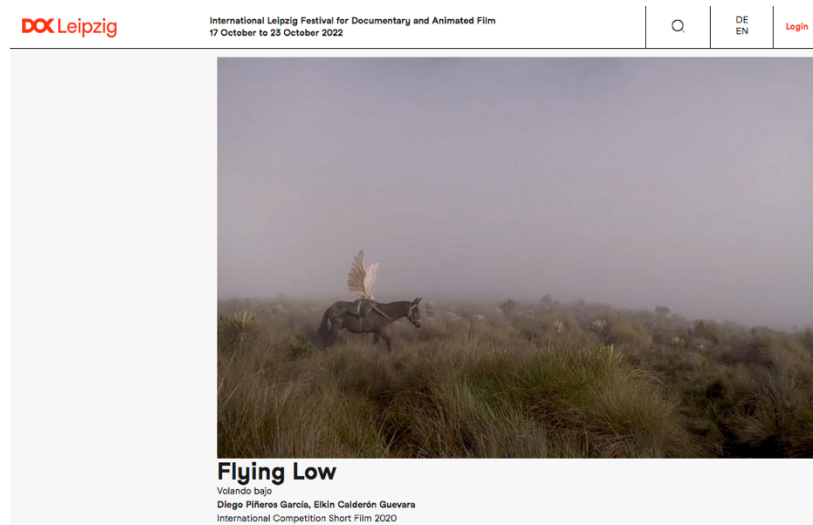 DOK Leipzig
International Leipzig Festival for Documentary and Animated Film
17 October to 23 October 2022
DE
EN
Login
Flying Low
Volando bajo
Diego Piñeros García, Elkin Calderón Guevara
International Competition Short Film 2020